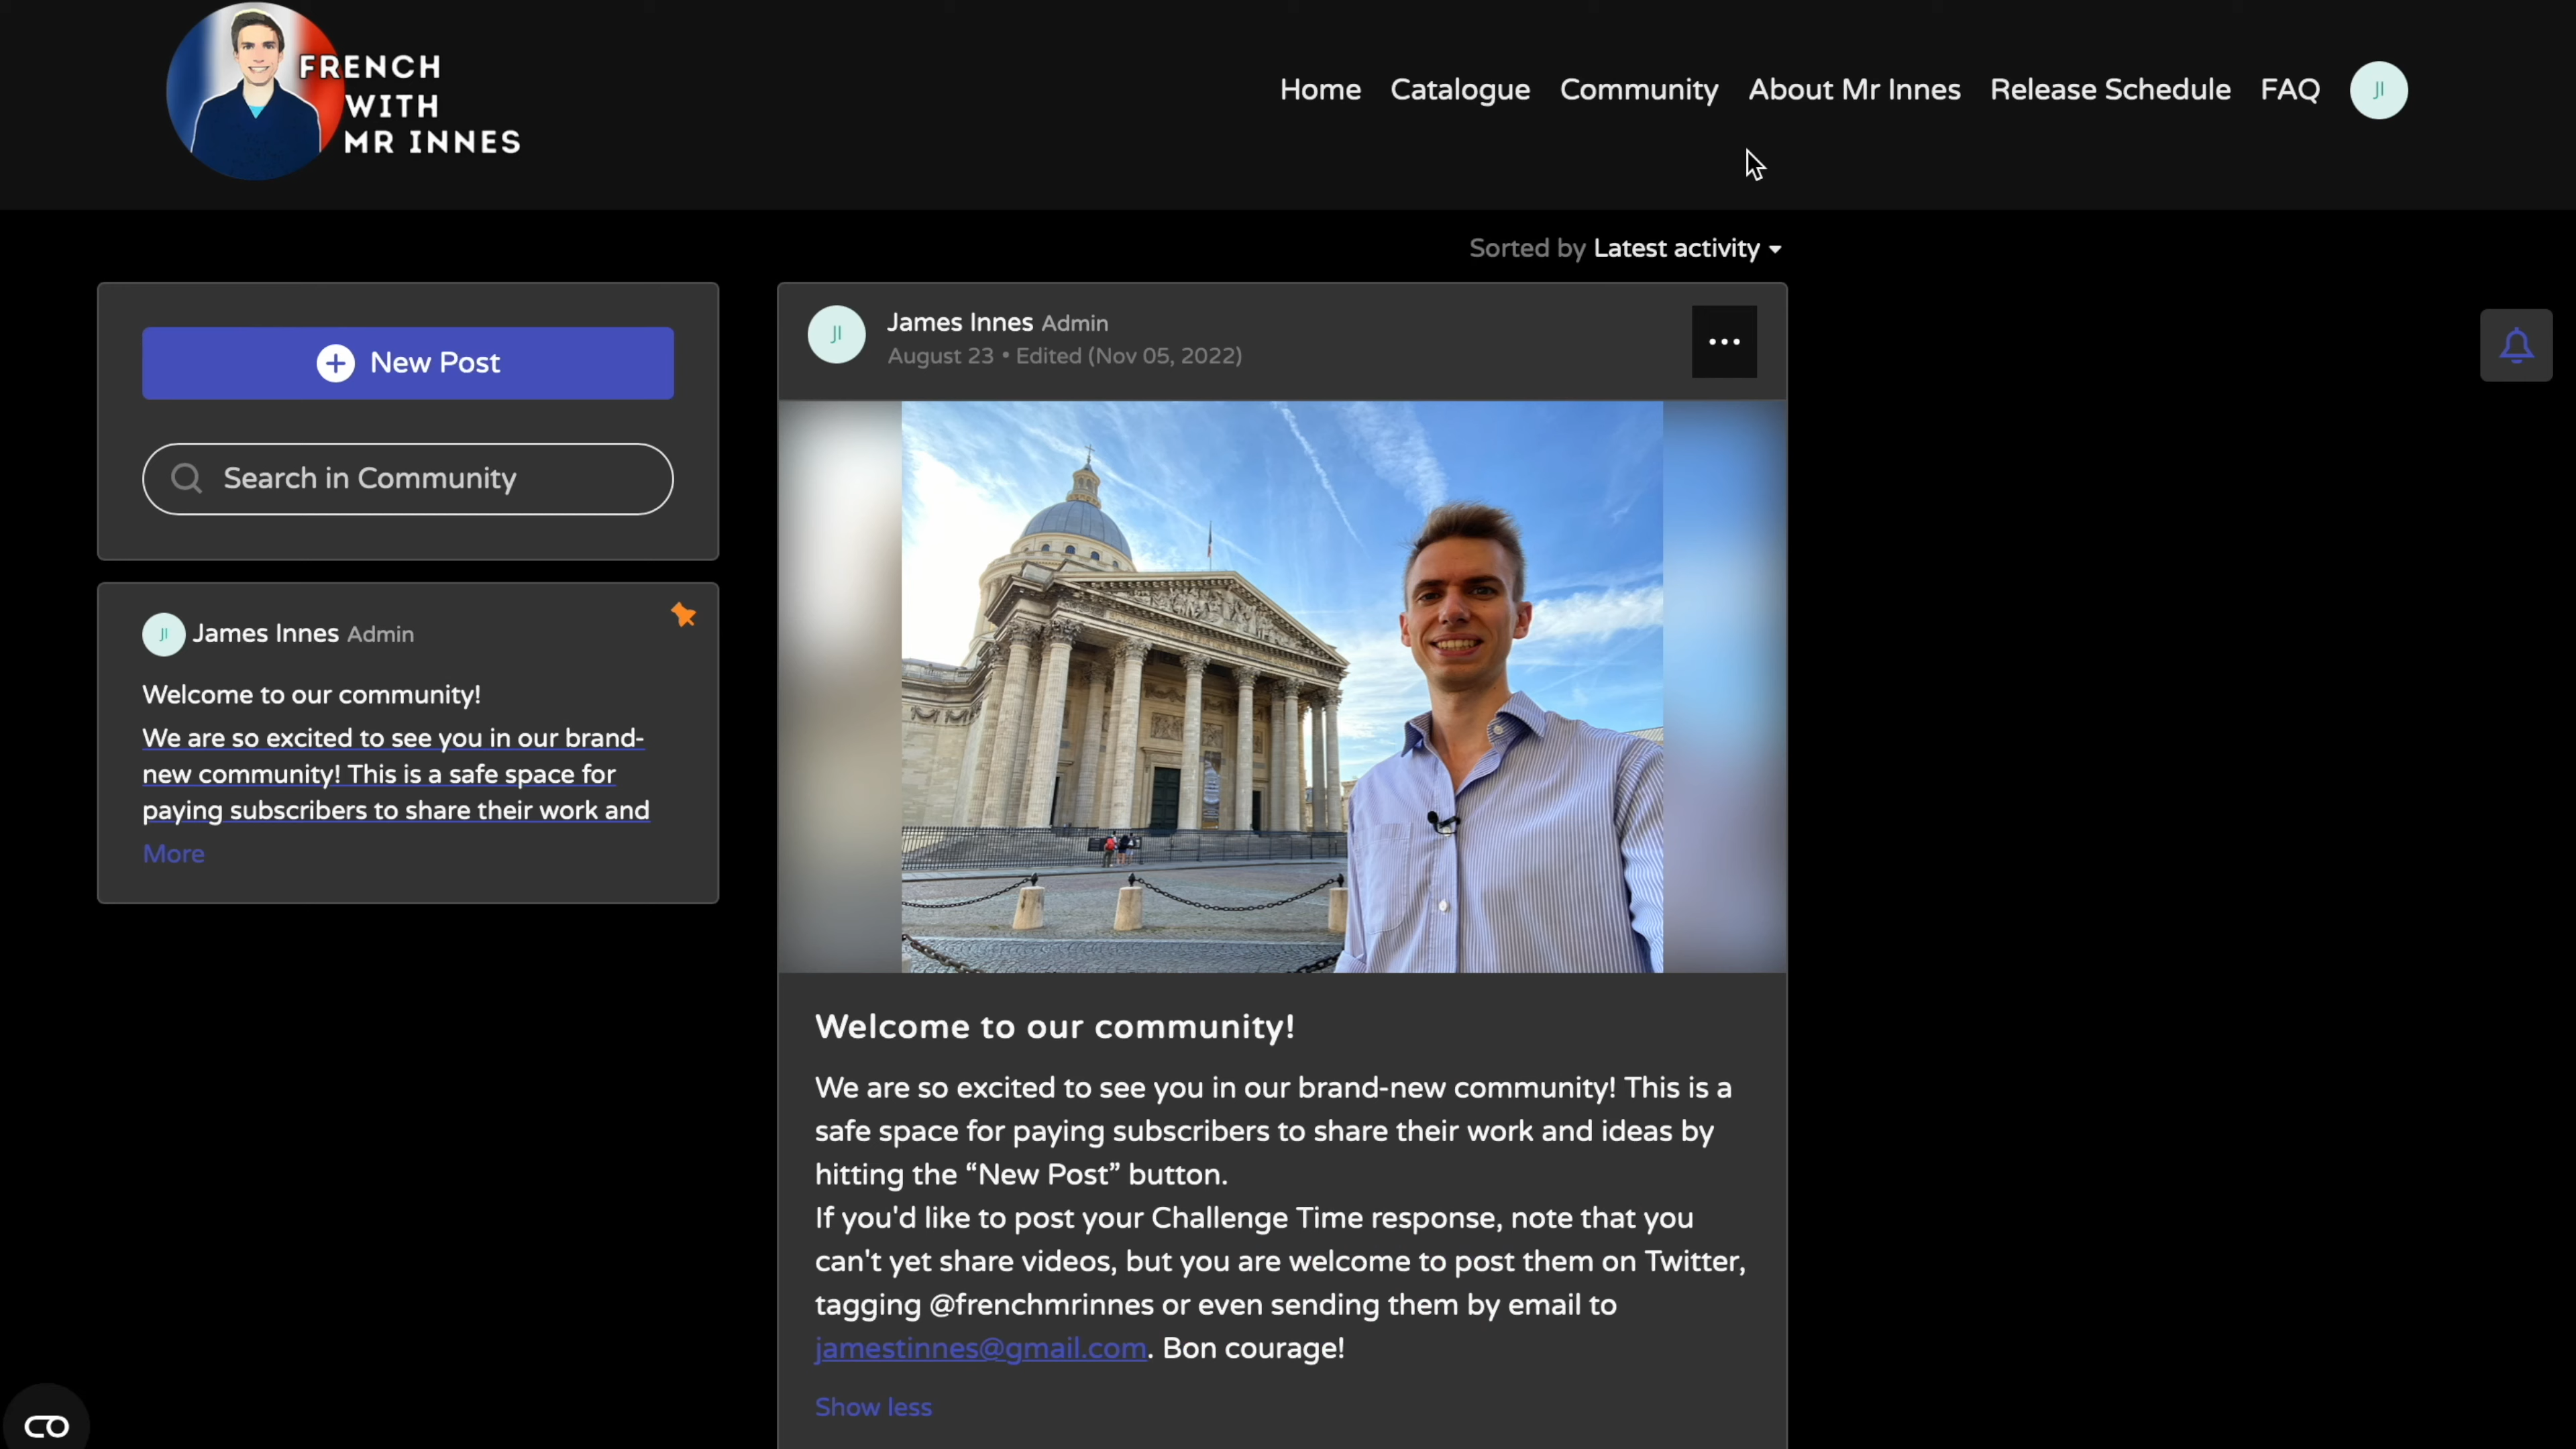 FRENCH
WITH
MR INNES
Home Catalogue Community About Mr Innes Release Schedule FAQ JI
Sorted by Latest activity
New Post
Search in Community
JI James Innes Admin
Welcome to our community!
We are so excited to see you in our brand-
new community! This is a safe space for
paying subscribers to share their work and
More
JI James Innes Admin
August 23 • Edited (Nov 05, 2022)
Welcome to our community!
We are so excited to see you in our brand-new community! This is a
safe space for paying subscribers to share their work and ideas by
hitting the “New Post” button.
If you'd like to post your Challenge Time response, note that you
can't yet share videos, but you are welcome to post them on Twitter,
tagging @frenchmrinnes or even sending them by email to
jamestinnes@gmail.com. Bon courage!
Show less